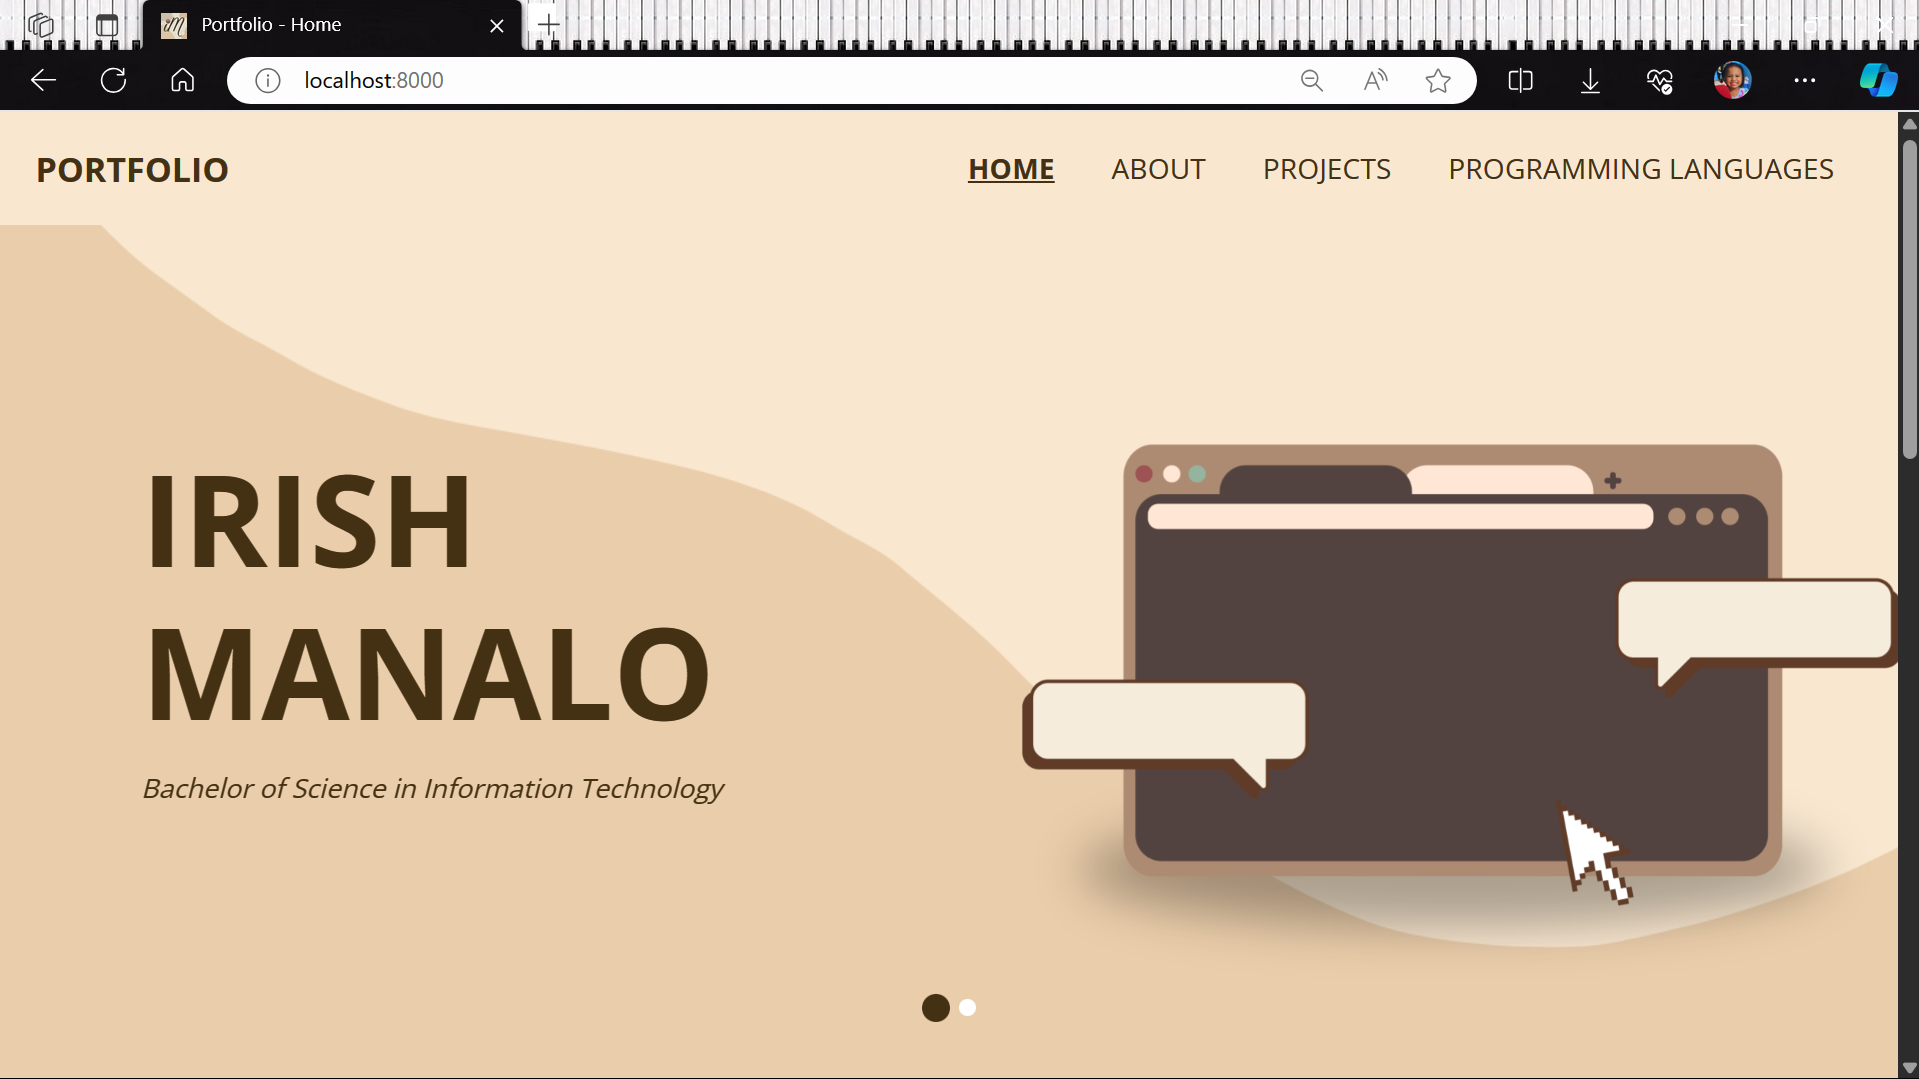 Portfolio - Home
localhost:8000
PORTFOLIO
HOME ABOUT PROJECTS PROGRAMMING LANGUAGES
IRISH
MANALO
Bachelor of Science in Information Technology